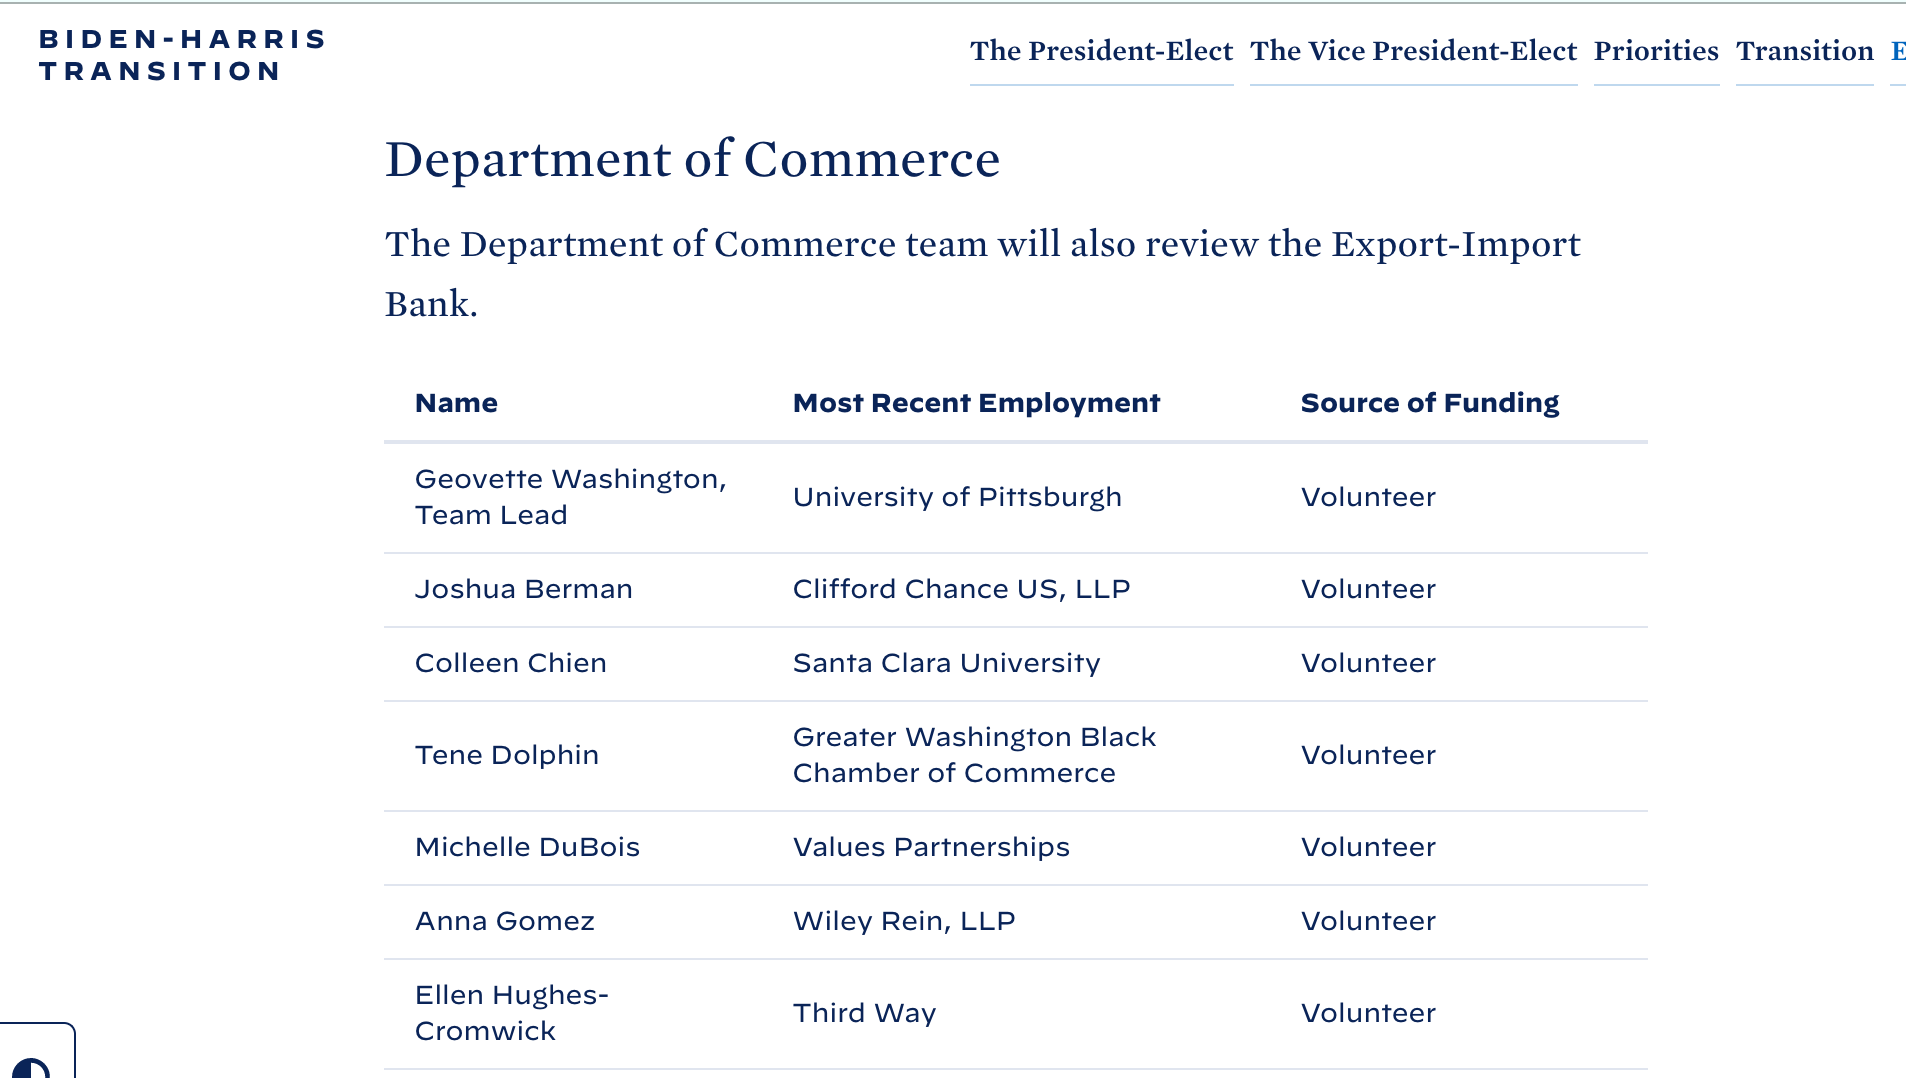 BIDEN-HARRIS
TRANSITION
The President-Elect The Vice President-Elect Priorities Transition
Department of Commerce
The Department of Commerce team will also review the Export-Import
Bank.
Name Most Recent Employment Source of Funding
Geovette Washington,
Team Lead
University of Pittsburgh
Volunteer
Joshua Berman Clifford Chance US, LLP Volunteer
Colleen Chien Santa Clara University Volunteer
Tene Dolphin
Greater Washington Black
Chamber of Commerce
Volunteer
Michelle DuBois Values Partnerships Volunteer
Anna Gomez Wiley Rein, LLP Volunteer
Ellen Hughes-
Cromwick
Third Way
Volunteer